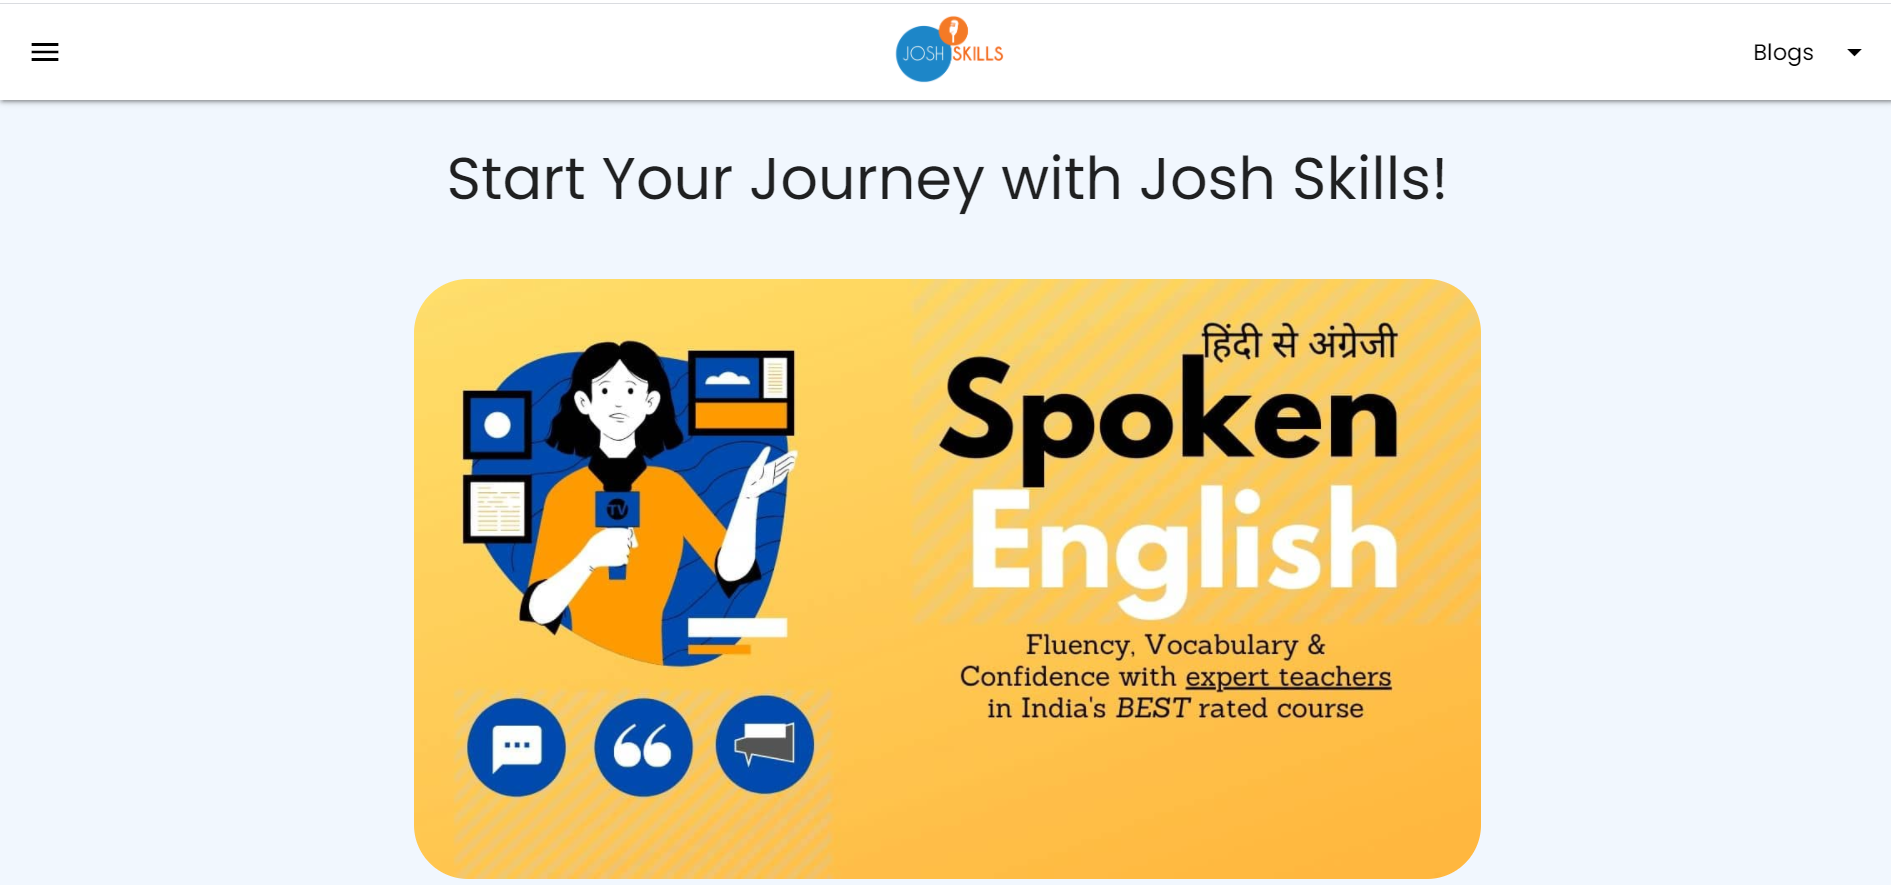 JOSH SKILLS
Blogs
Start Your Journey with Josh Skills!
हिंदी से अंग्रेजी
Spoken
English
TV
Fluency, Vocabulary &
Confidence with expert teachers
in India's BEST rated course